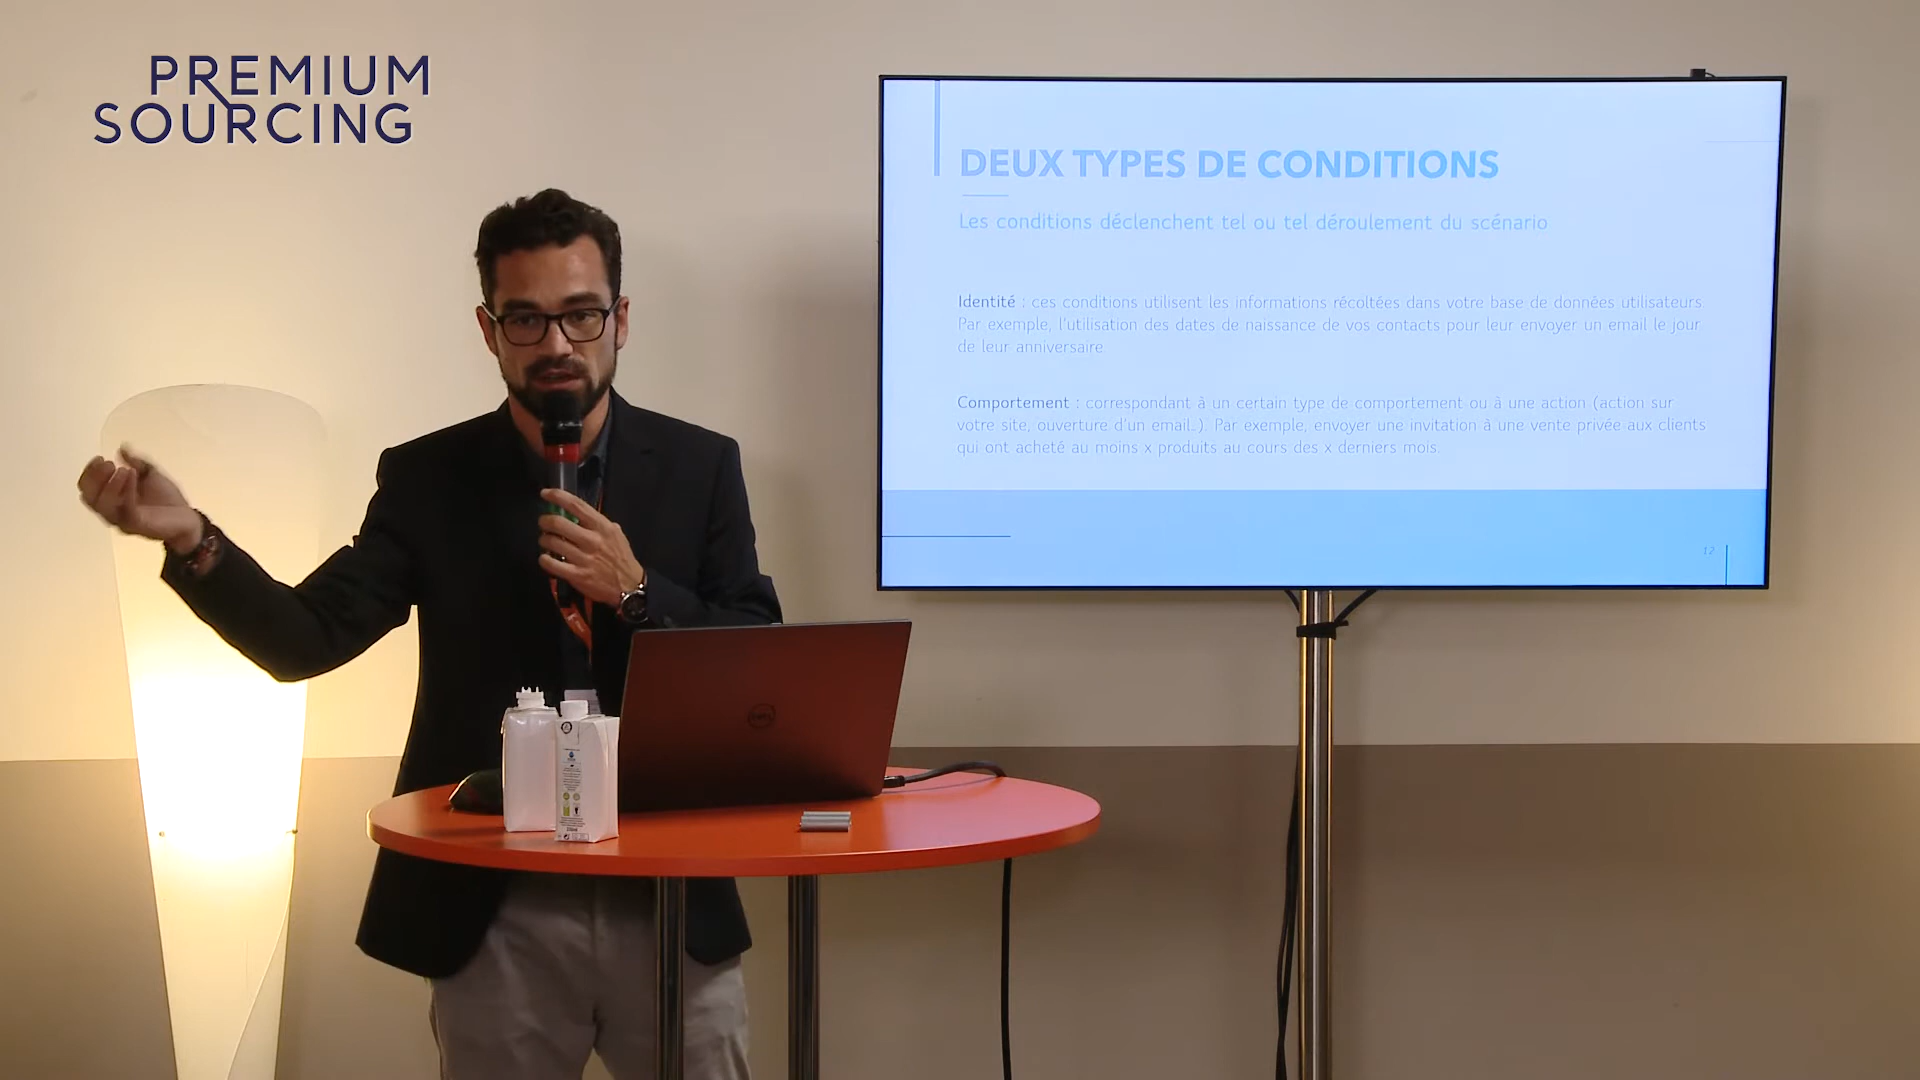 PREMIUM
SOURCING
DEUX TYPES DE CONDITIONS
Les conditions déclenchent tel ou tel déroulement du scénario
Identité : ces conditions utilisent les informations récoltées dans votre base de données utilisateurs.
Par exemple, l'utilisation des dates de naissance de vos contacts pour leur envoyer un email le jour
de leur anniversaire
Comportement : correspondant à un certain type de comportement ou à une action (action sur
votre site, ouverture d'un email...). Par exemple, envoyer une invitation à une vente privée aux clients
qui ont acheté au moins x produits au cours des x derniers mois.
12
DELL